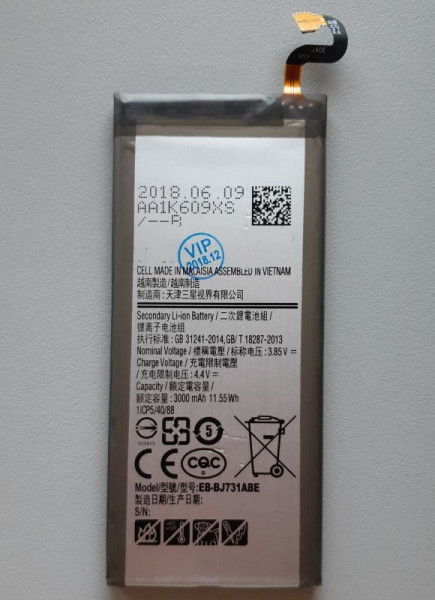 JADE
2018.06.09
AA1K609XS
/--R
VIP
2018.12
CELL MADE IN MALAISIA ASSEMBLED IN VIETNAM
越南製造/越南制造
制造商：天津三星视界有限公司
Secondary Li-ion Battery / 二次鋰電池組/
锂离子电池组
执行标准 : GB 31241-2014,GB/ T 18287-2013
Nominal Voltage / 標稱電壓 / 标称电压 : 3.85V ⎓
Charge Voltage / 充電限制電壓
/ 充电限制电压 : 4.4V ⎓
Capacity / 額定電容量/
额定容量 : 3000 mAh 11.55 Wh
1ICP5/40/88
5
CE CQC
Model/型號/型号: EB-BJ731ABE
製造日期/生产日期:
S/N: